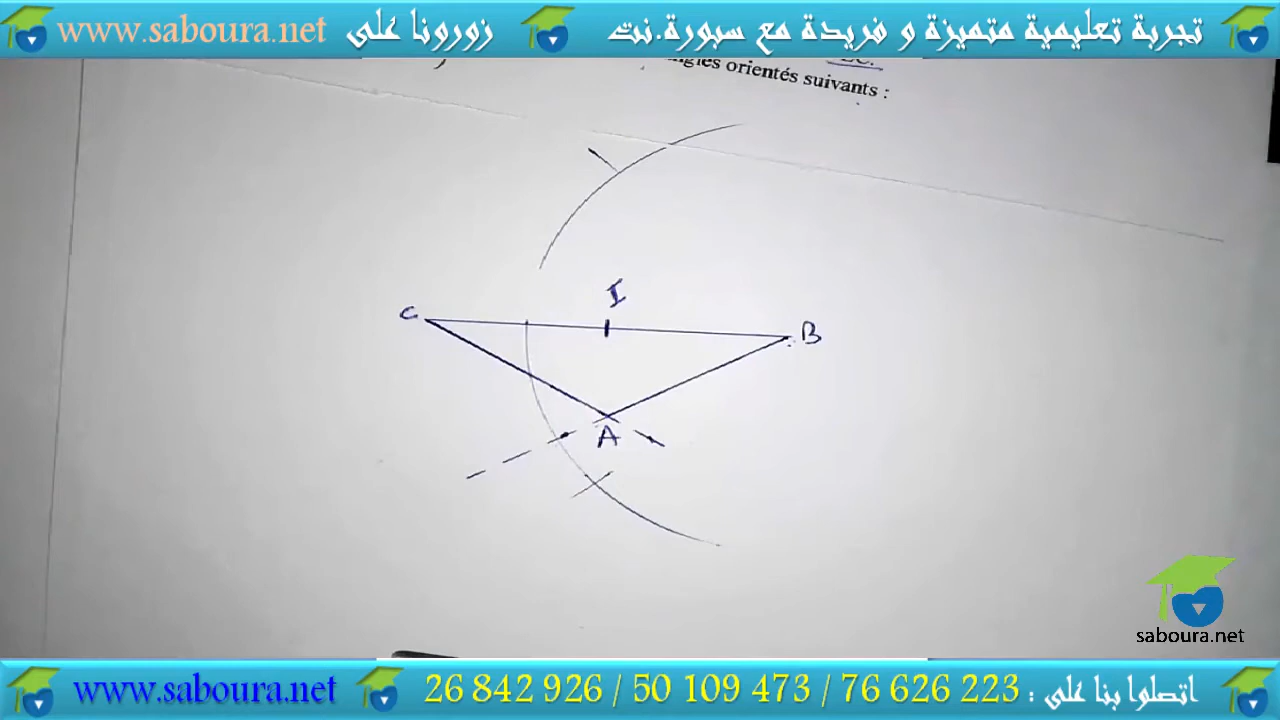 تجربة تعليمية متميزة و فريدة مع سبورة.نت زورونا على www.saboura.net
orientés suivants :
I
C
B
A
saboura.net
اتصلوا بنا على : 26 842 926 / 50 109 473 / 76 626 223 www.saboura.net